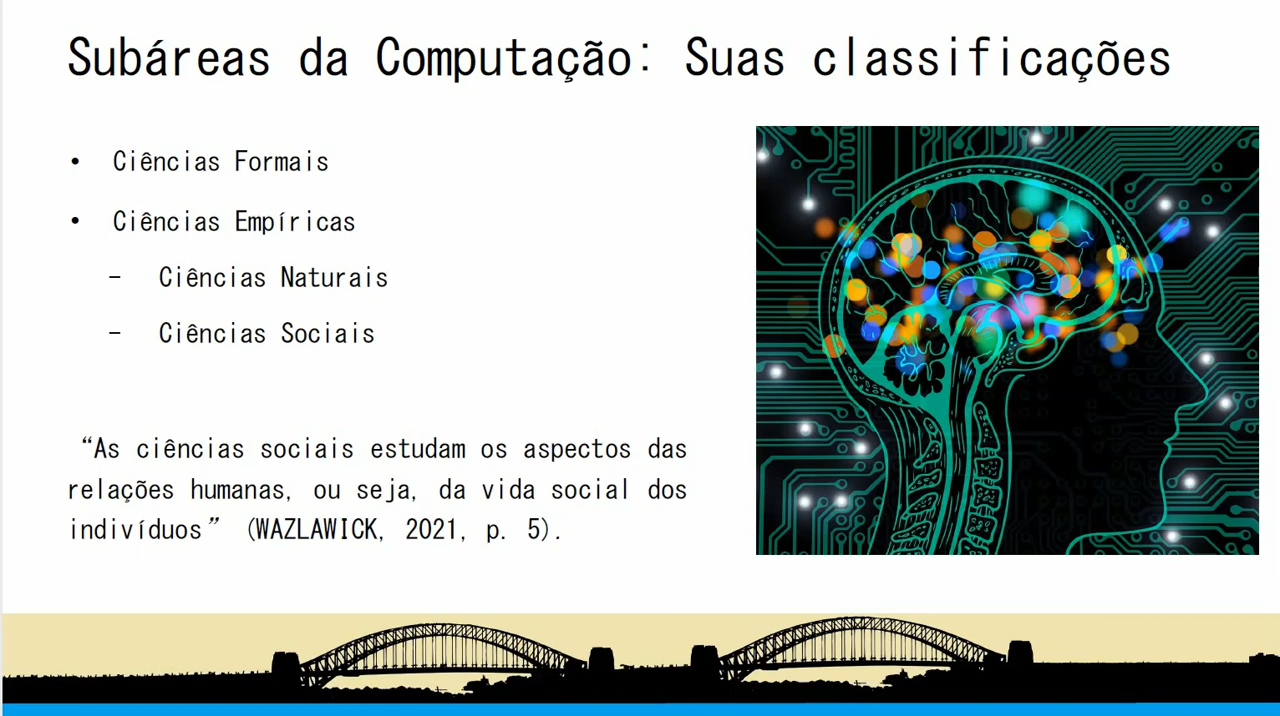 Subáreas da Computação: Suas classificações
• Ciências Formais
• Ciências Empíricas
– Ciências Naturais
– Ciências Sociais
“As ciências sociais estudam os aspectos das
relações humanas, ou seja, da vida social dos
indivíduos” (WAZLAWICK, 2021, p. 5).